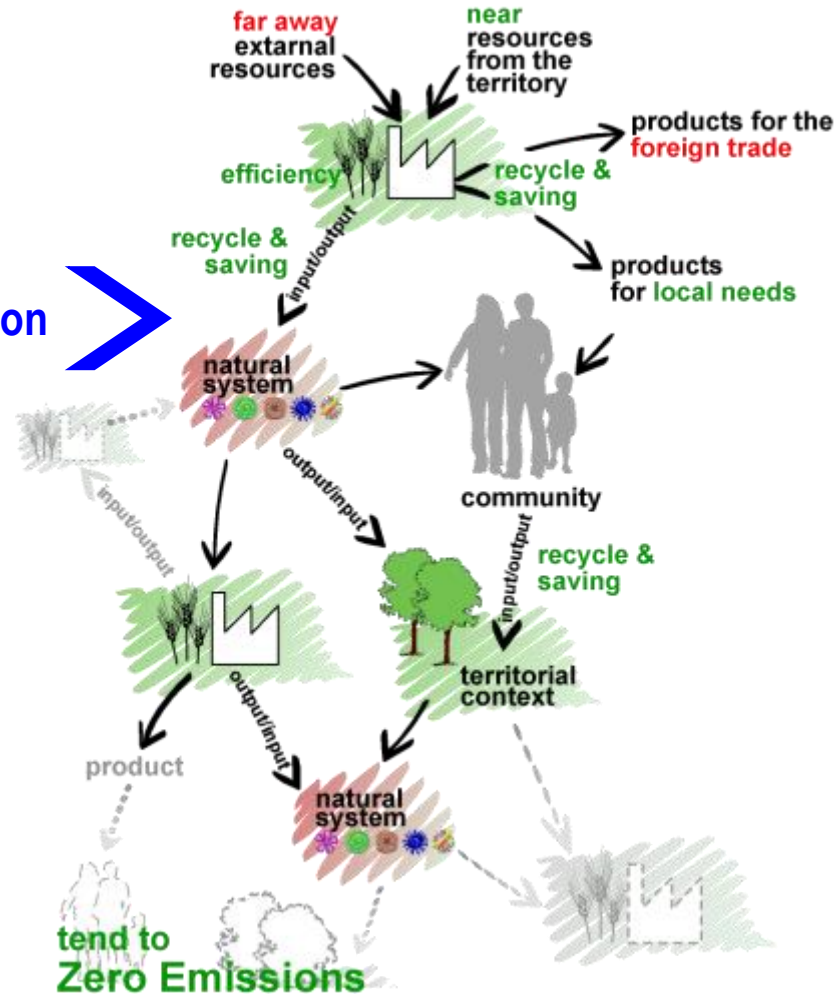 far away
extarnal
resources
near
resources
from the
territory
products for the
foreign trade
efficiency
recycle &
saving
recycle &
saving
input/output
products
for local needs
on
natural
system
community
output/input
input/output
input/output
recycle &
saving
territorial
context
output/input
product
natural
system
tend to
Zero Emissions